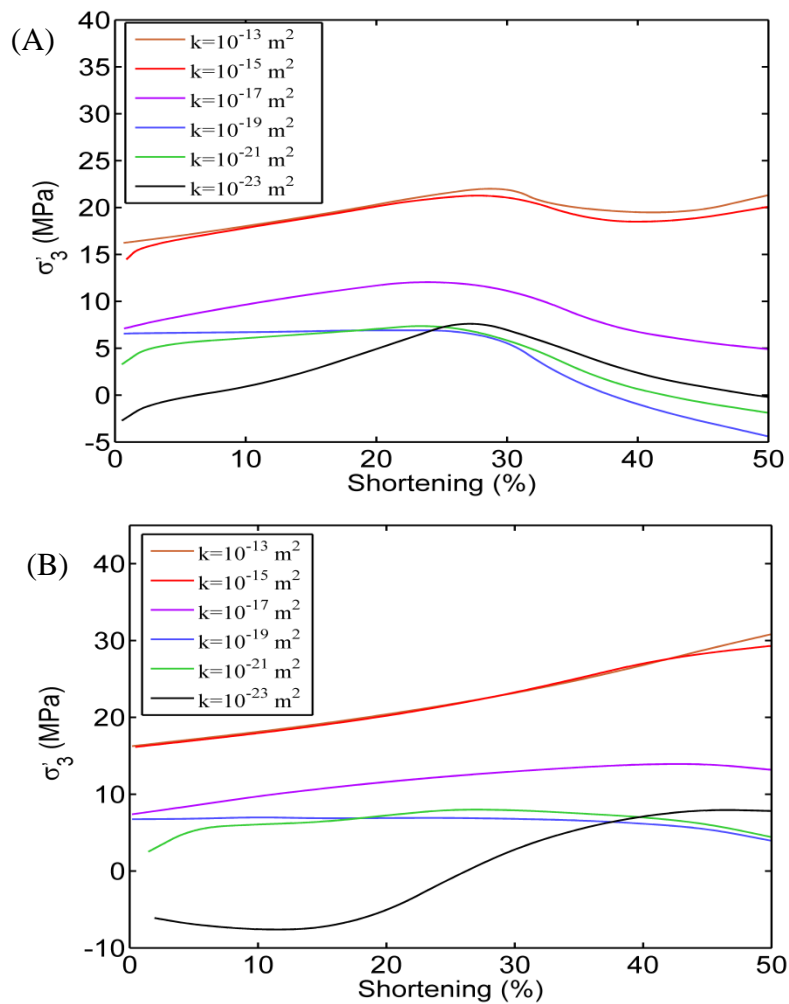 (A)
40
35
30
25
20
15
10
5
0
-5
σ'₃ (MPa)
k=10⁻¹³ m²
k=10⁻¹⁵ m²
k=10⁻¹⁷ m²
k=10⁻¹⁹ m²
k=10⁻²¹ m²
k=10⁻²³ m²
0 10 20 30 40 50
Shortening (%)
(B)
40
30
20
10
0
-10
σ'₃ (MPa)
k=10⁻¹³ m²
k=10⁻¹⁵ m²
k=10⁻¹⁷ m²
k=10⁻¹⁹ m²
k=10⁻²¹ m²
k=10⁻²³ m²
0 10 20 30 40 50
Shortening (%)